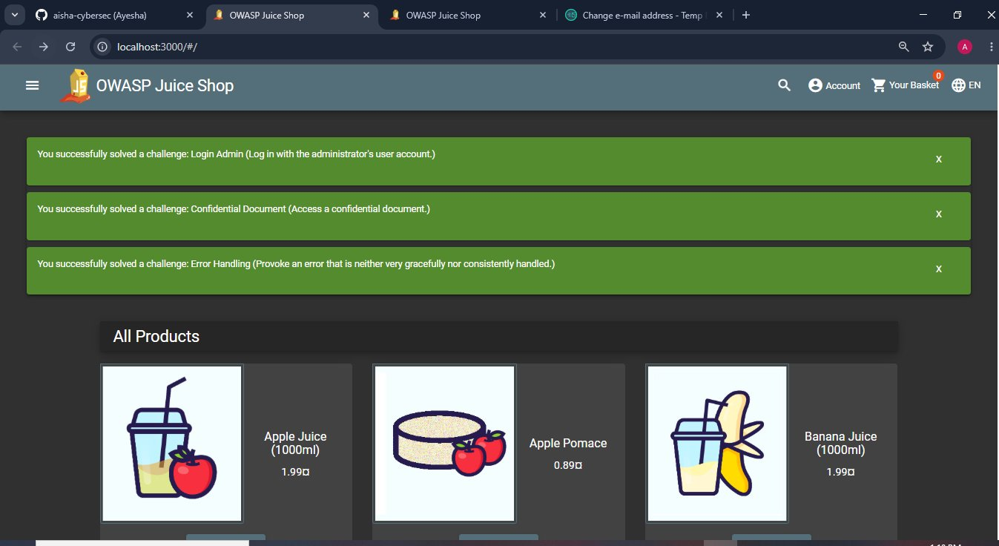 aisha-cybersec (Ayesha)
OWASP Juice Shop
OWASP Juice Shop
Change e-mail address - Temp
A
localhost:3000/#/
JS
OWASP Juice Shop
Account
0
Your Basket
EN
You successfully solved a challenge: Login Admin (Log in with the administrator's user account.)
X
You successfully solved a challenge: Confidential Document (Access a confidential document.)
X
You successfully solved a challenge: Error Handling (Provoke an error that is neither very gracefully nor consistently handled.)
X
All Products
Apple Juice
(1000ml)
1.99¤
Apple Pomace
0.89¤
Banana Juice
(1000ml)
1.99¤